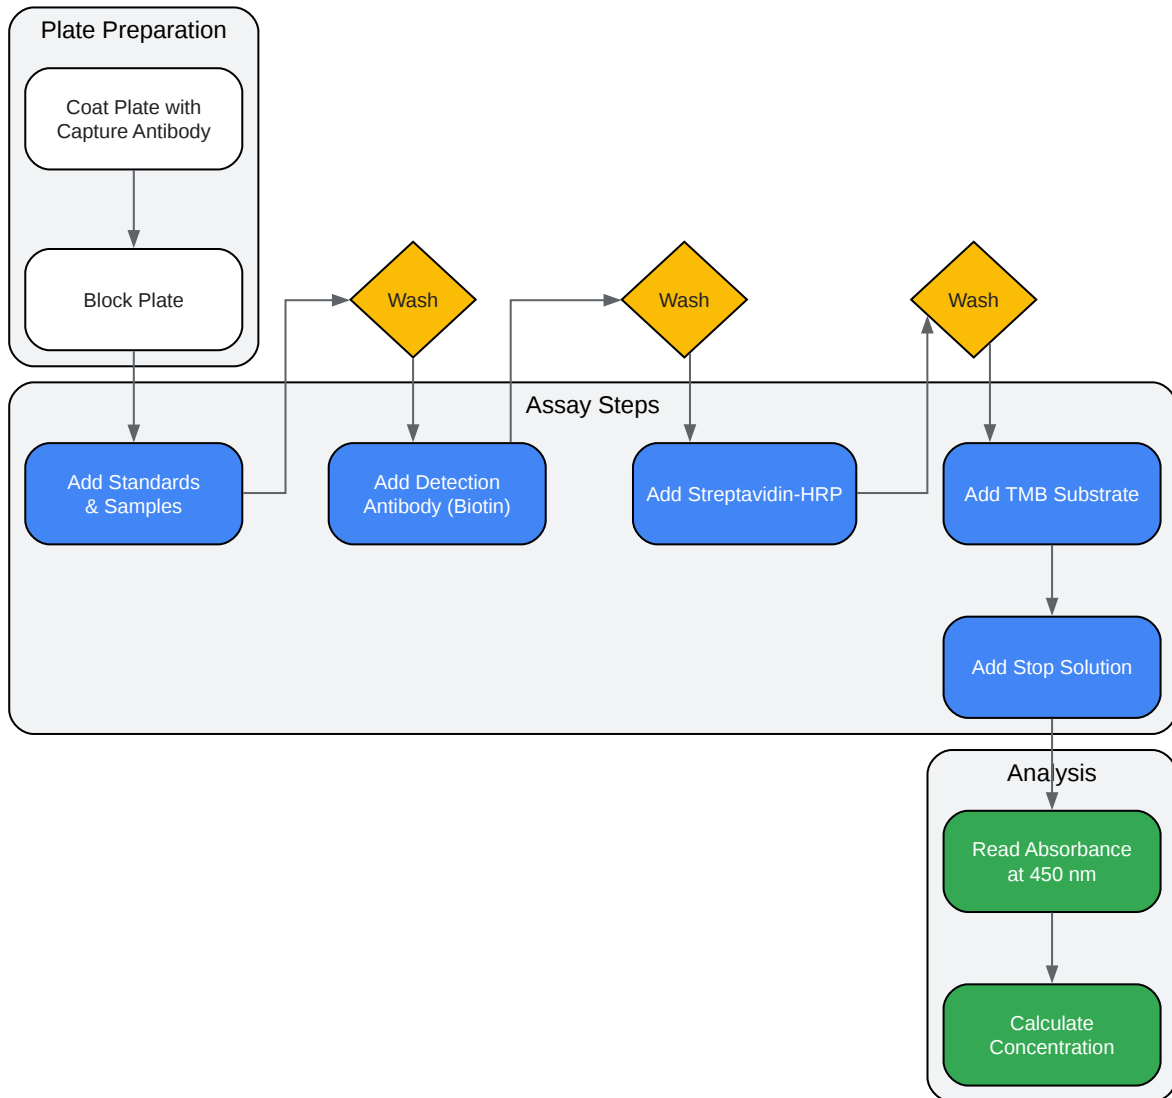 Plate Preparation
Coat Plate with
Capture Antibody
Block Plate
Wash
Wash
Wash
Assay Steps
Add Standards
& Samples
Add Detection
Antibody (Biotin)
Add Streptavidin-HRP
Add TMB Substrate
Add Stop Solution
Analysis
Read Absorbance
at 450 nm
Calculate
Concentration